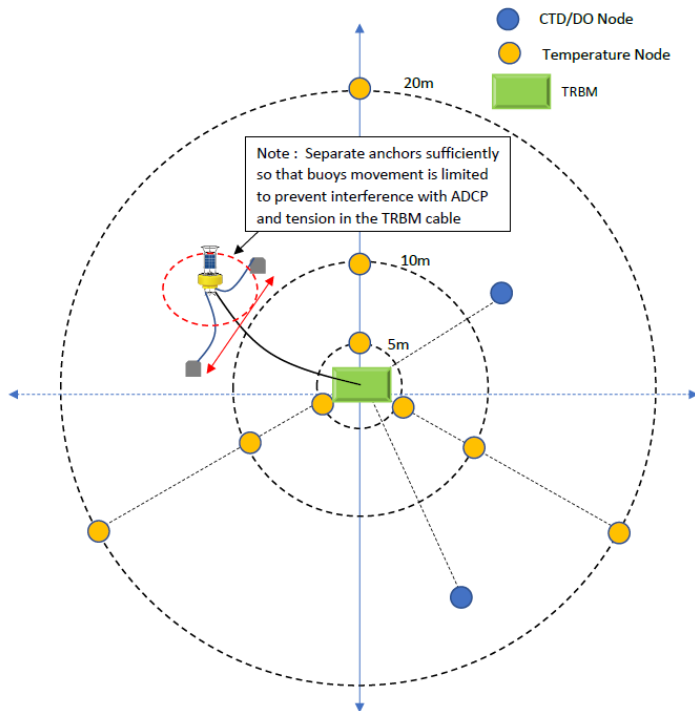 CTD/DO Node
Temperature Node
TRBM
20m
Note :  Separate anchors sufficiently
so that buoys movement is limited
to prevent interference with ADCP
and tension in the TRBM cable
10m
5m